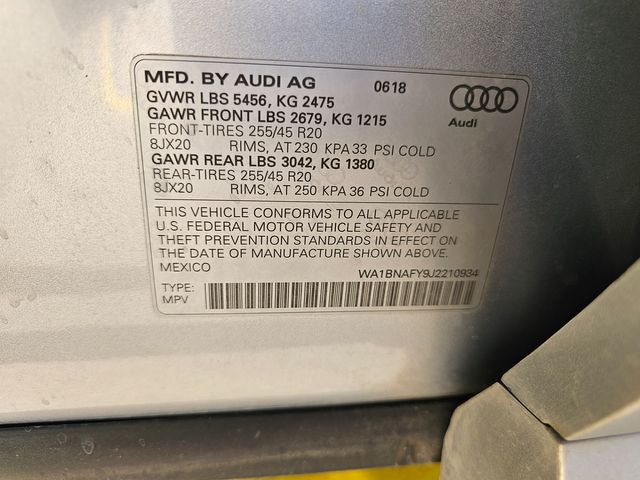 MFD. BY AUDI AG 0618
GVWR LBS 5456, KG 2475
GAWR FRONT LBS 2679, KG 1215
FRONT-TIRES 255/45 R20
8JX20 RIMS, AT 230 KPA 33 PSI COLD
GAWR REAR LBS 3042, KG 1380
REAR-TIRES 255/45 R20
8JX20 RIMS, AT 250 KPA 36 PSI COLD
Audi
THIS VEHICLE CONFORMS TO ALL APPLICABLE
U.S. FEDERAL MOTOR VEHICLE SAFETY AND
THEFT PREVENTION STANDARDS IN EFFECT ON
THE DATE OF MANUFACTURE SHOWN ABOVE.
MEXICO WA1BNAFY9J2210934
TYPE:
MPV